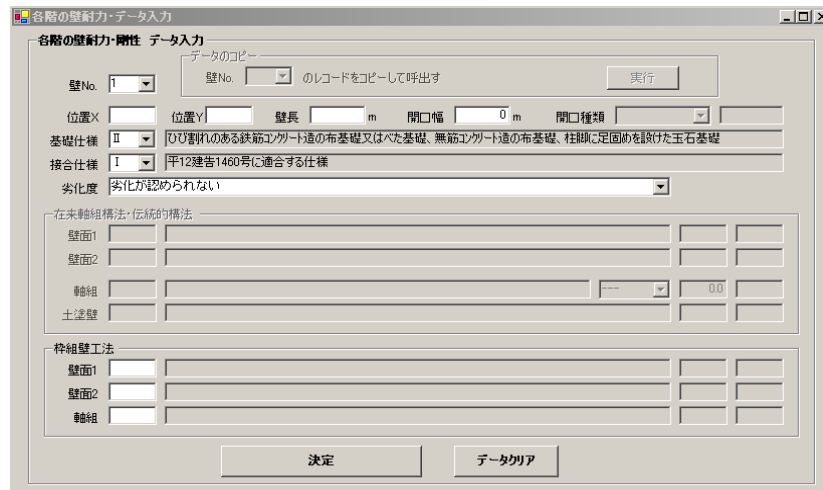 各階の壁耐力・データ入力
各階の壁耐力・剛性 データ入力
データのコピー
壁No. 1
壁No. のレコードをコピーして呼出す 実行
位置X 位置Y 壁長 m 開口幅 0 m 開口種類
基礎仕様 II ひび割れのある鉄筋コンクリート造の布基礎又はべた基礎、無筋コンクリート造の布基礎、柱脚に足固めを設けた玉石基礎
接合仕様 I 平12建告1460号に適合する仕様
劣化度 劣化が認められない
在来軸組構法・伝統的構法
壁面1
壁面2
軸組 --- 0.0
土塗壁
枠組壁工法
壁面1
壁面2
軸組
決定 データクリア